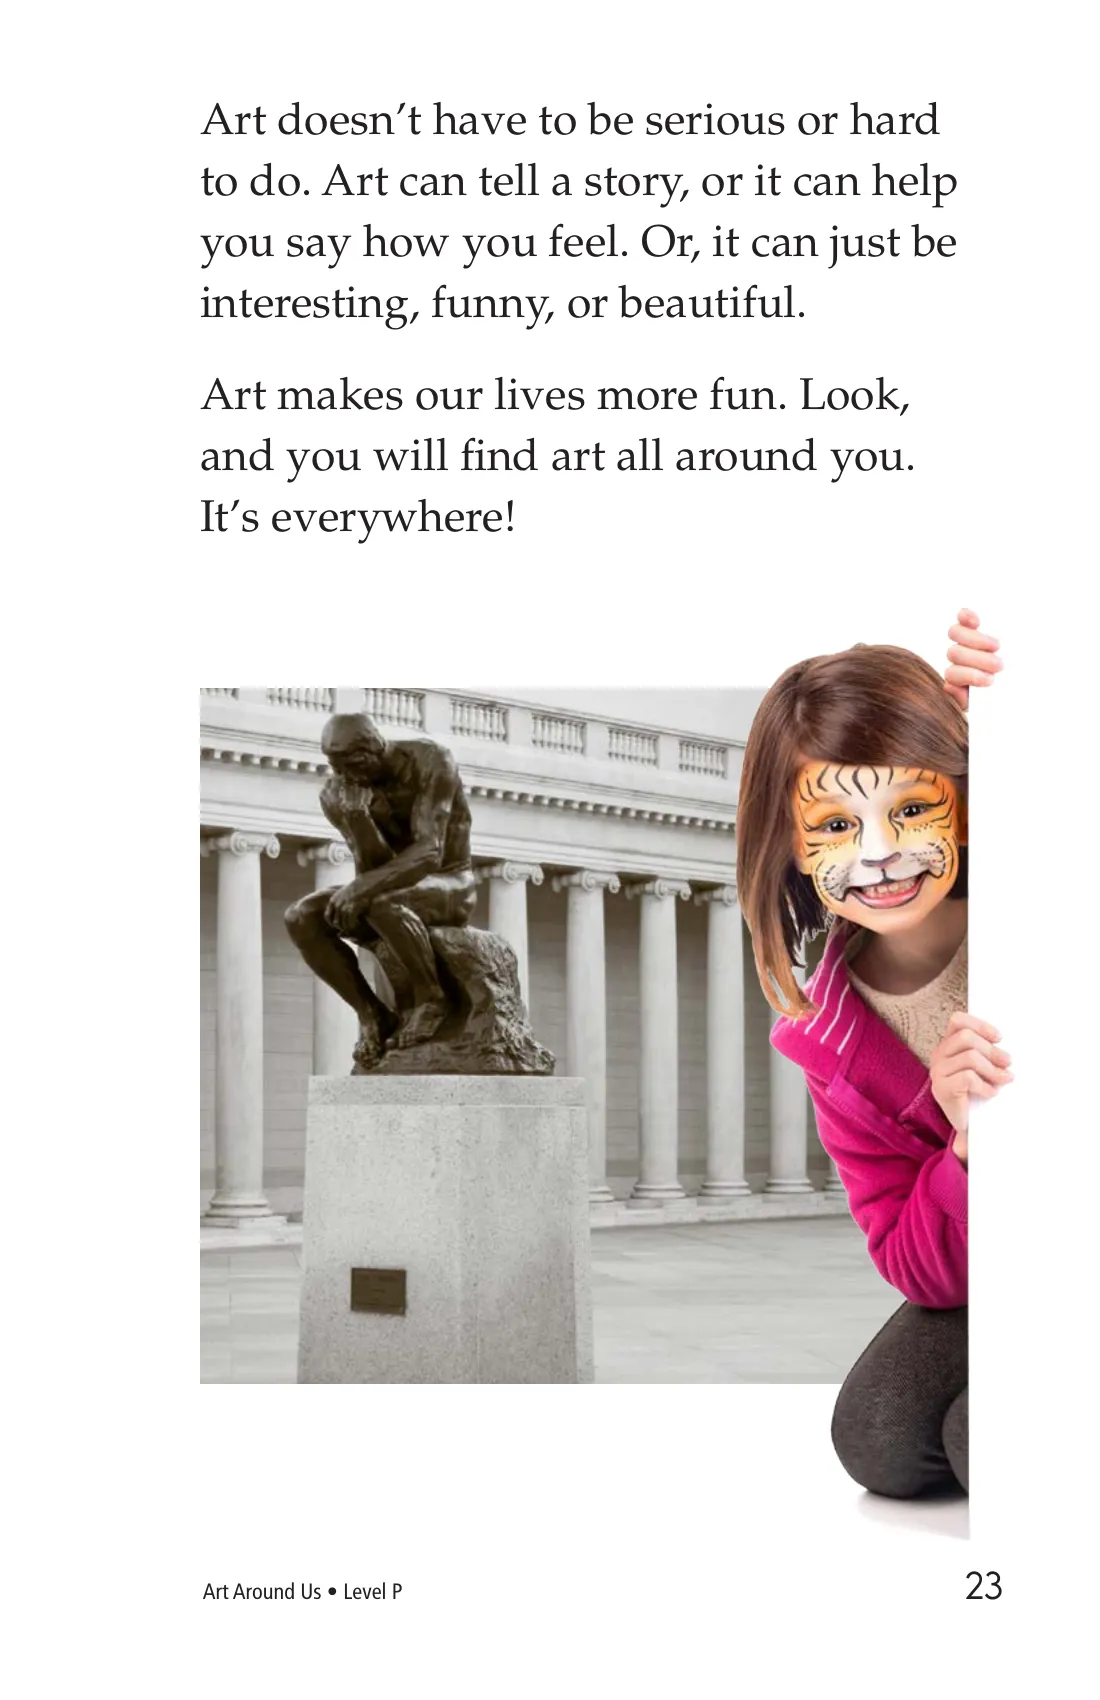 Art doesn’t have to be serious or hard
to do. Art can tell a story, or it can help
you say how you feel. Or, it can just be
interesting, funny, or beautiful.
Art makes our lives more fun. Look,
and you will find art all around you.
It’s everywhere!
Art Around Us • Level P
23